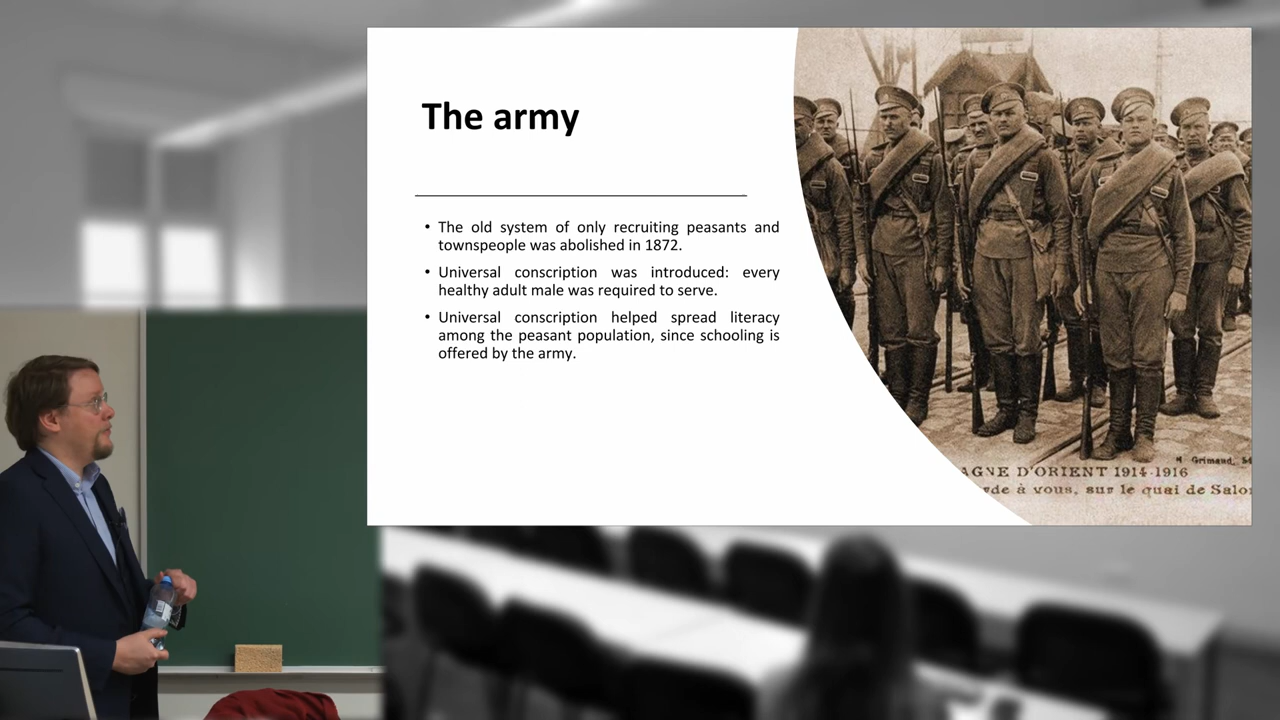 The army
• The old system of only recruiting peasants and
townspeople was abolished in 1872.
• Universal conscription was introduced: every
healthy adult male was required to serve.
• Universal conscription helped spread literacy
among the peasant population, since schooling is
offered by the army.
M Grimaud,
AGNE D'ORIENT 1914-1916
rde à vous, sur le quai de Salo